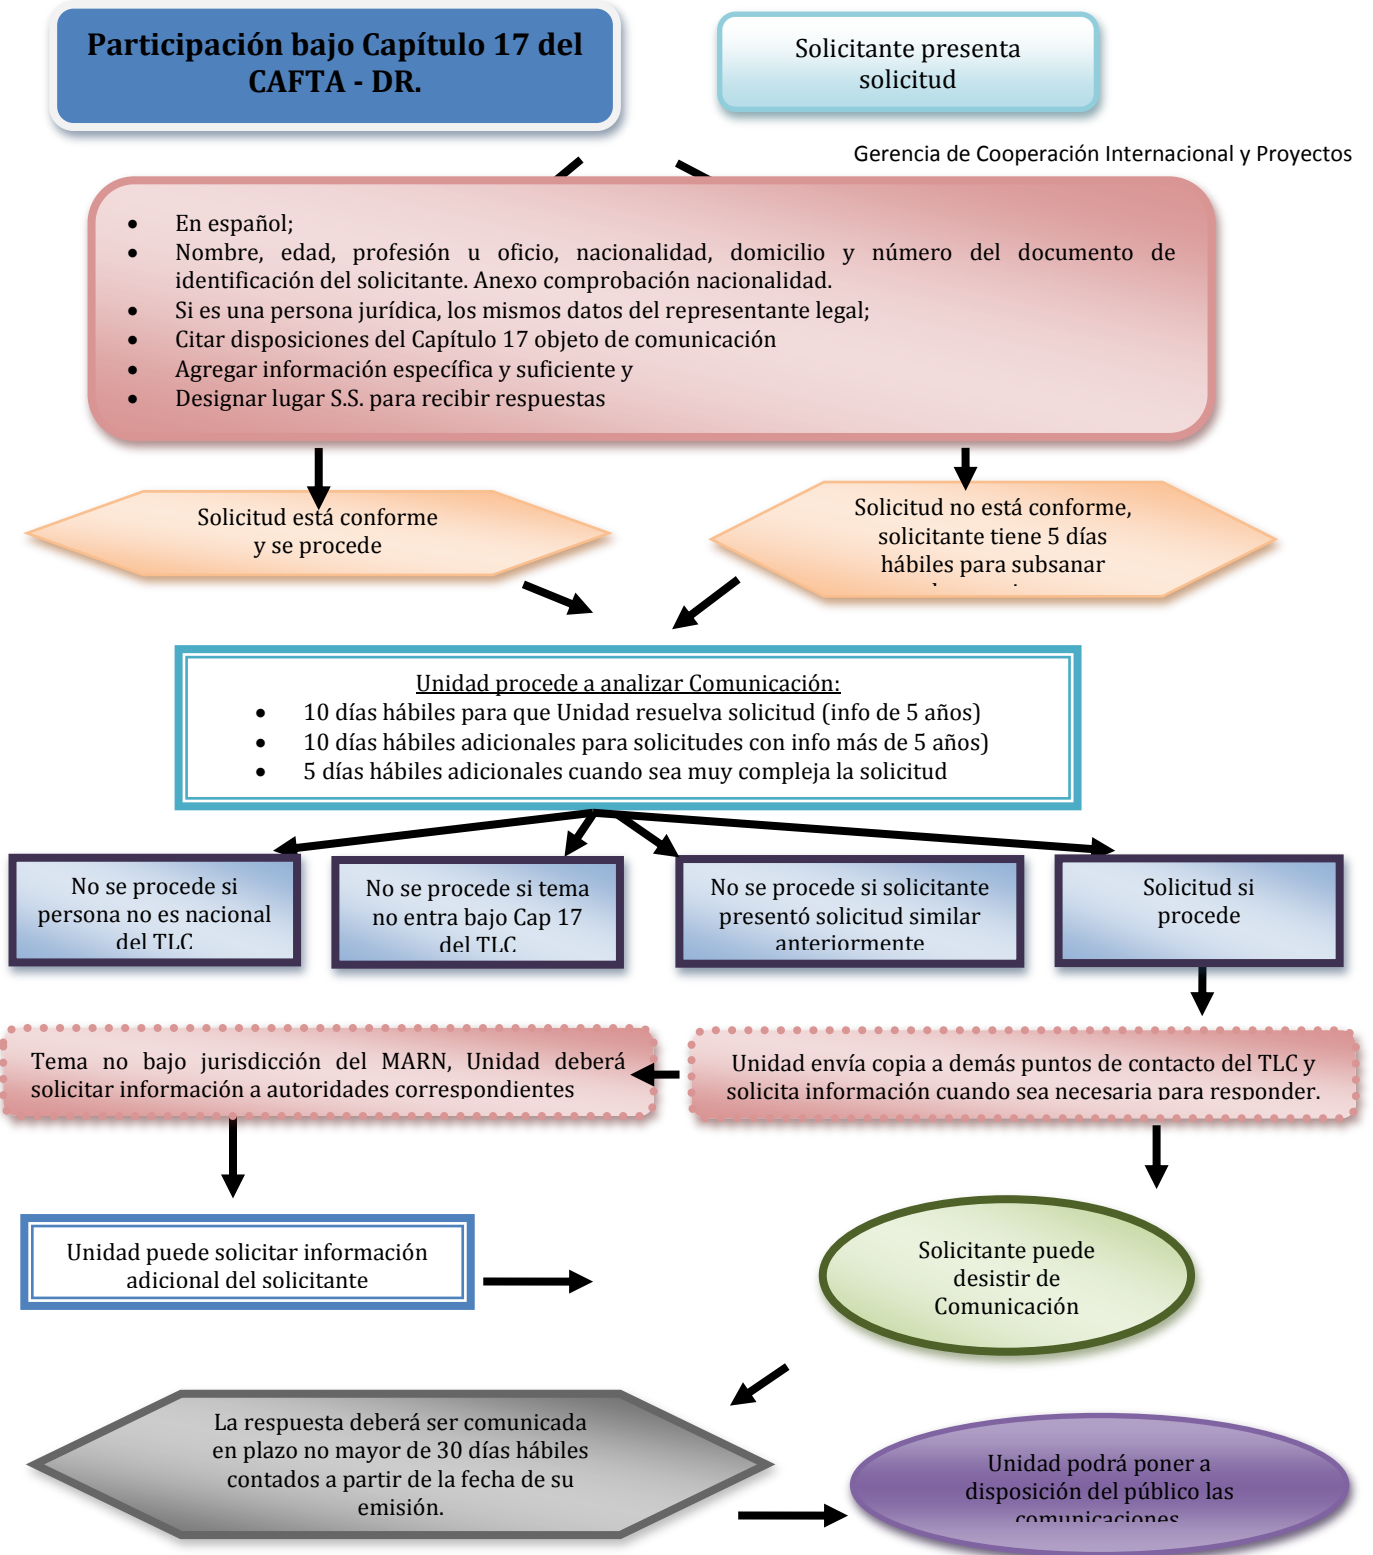 Participación bajo Capítulo 17 del
CAFTA - DR.
Solicitante presenta
solicitud
Gerencia de Cooperación Internacional y Proyectos
• En español;
• Nombre, edad, profesión u oficio, nacionalidad, domicilio y número del documento de
identificación del solicitante. Anexo comprobación nacionalidad.
• Si es una persona jurídica, los mismos datos del representante legal;
• Citar disposiciones del Capítulo 17 objeto de comunicación
• Agregar información específica y suficiente y
• Designar lugar S.S. para recibir respuestas
Solicitud está conforme
y se procede
Solicitud no está conforme,
solicitante tiene 5 días
hábiles para subsanar
Unidad procede a analizar Comunicación:
• 10 días hábiles para que Unidad resuelva solicitud (info de 5 años)
• 10 días hábiles adicionales para solicitudes con info más de 5 años)
• 5 días hábiles adicionales cuando sea muy compleja la solicitud
No se procede si
persona no es nacional
del TLC
No se procede si tema
no entra bajo Cap 17
del TLC
No se procede si solicitante
presentó solicitud similar
anteriormente
Solicitud si
procede
Tema no bajo jurisdicción del MARN, Unidad deberá
solicitar información a autoridades correspondientes
Unidad envía copia a demás puntos de contacto del TLC y
solicita información cuando sea necesaria para responder.
Unidad puede solicitar información
adicional del solicitante
Solicitante puede
desistir de
Comunicación
La respuesta deberá ser comunicada
en plazo no mayor de 30 días hábiles
contados a partir de la fecha de su
emisión.
Unidad podrá poner a
disposición del público las
comunicaciones